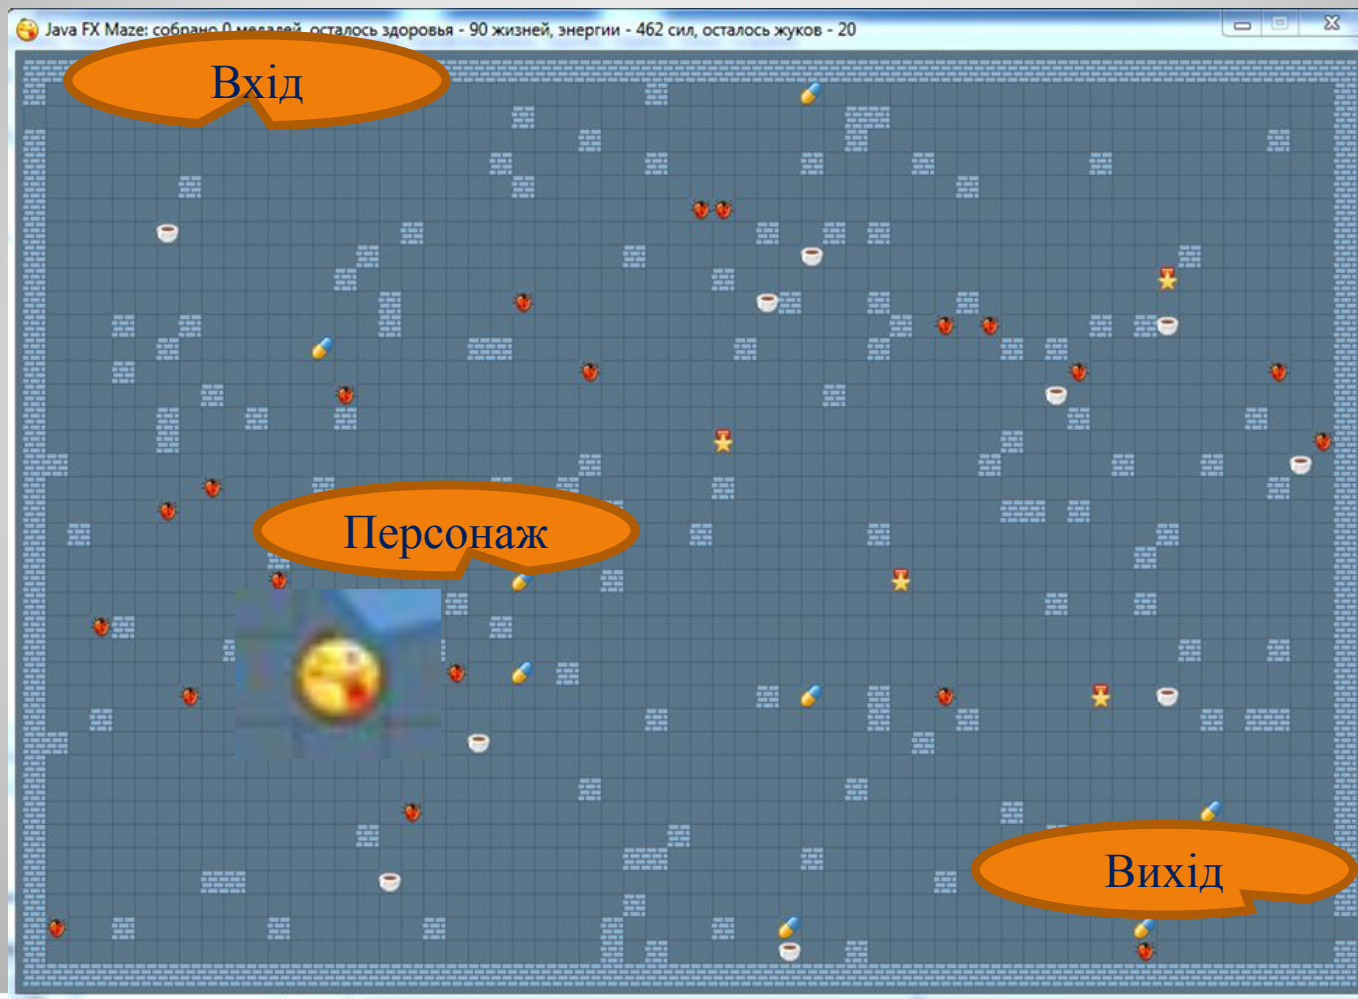 Java FX Maze: собрано 0 медалей, осталось здоровья - 90 жизней, энергии - 462 сил, осталось жуков - 20
Вхід
Персонаж
Вихід